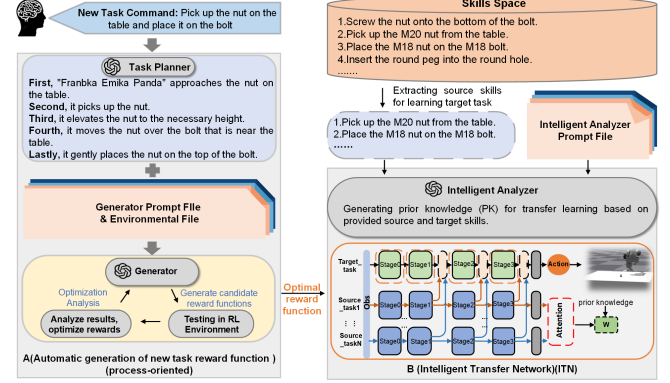 New Task Command: Pick up the nut on the
table and place it on the bolt
Task Planner
First, "Franbka Emika Panda" approaches the nut on
the table.
Second, it picks up the nut.
Third, it elevates the nut to the necessary height.
Fourth, it moves the nut over the bolt that is near the
table.
Lastly, it gently places the nut on the top of the bolt.
Generator Prompt FIle
& Environmental File
Generator
Optimization
Analysis
Generate candidate
reward functions
Analyze results,
optimize rewards
Testing in RL
Environment
A(Automatic generation of new task reward function )
(process-oriented)
Optimal
reward
function
Skills Space
1.Screw the nut onto the bottom of the bolt.
2.Pick up the M20 nut from the table.
3.Place the M18 nut on the M18 bolt.
4.Insert the round peg into the round hole.
.......
Extracting source skills
for learning target task
1.Pick up the M20 nut from the table.
2.Place the M18 nut on the M18 bolt.
......
Intelligent Analyzer
Prompt File
Intelligent Analyzer
Generating prior knowledge (PK) for transfer learning based on
provided source and target skills.
Target_
task
Stage0
Stage1
Stage2
Stage3
Action
Obs
Source
_task1
Stage0
Stage1
Stage2
Stage3
Source
_taskN
Stage0
Stage1
Stage2
Stage3
Attention
prior knowledge
W
B (Intelligent Transfer Network)(ITN)